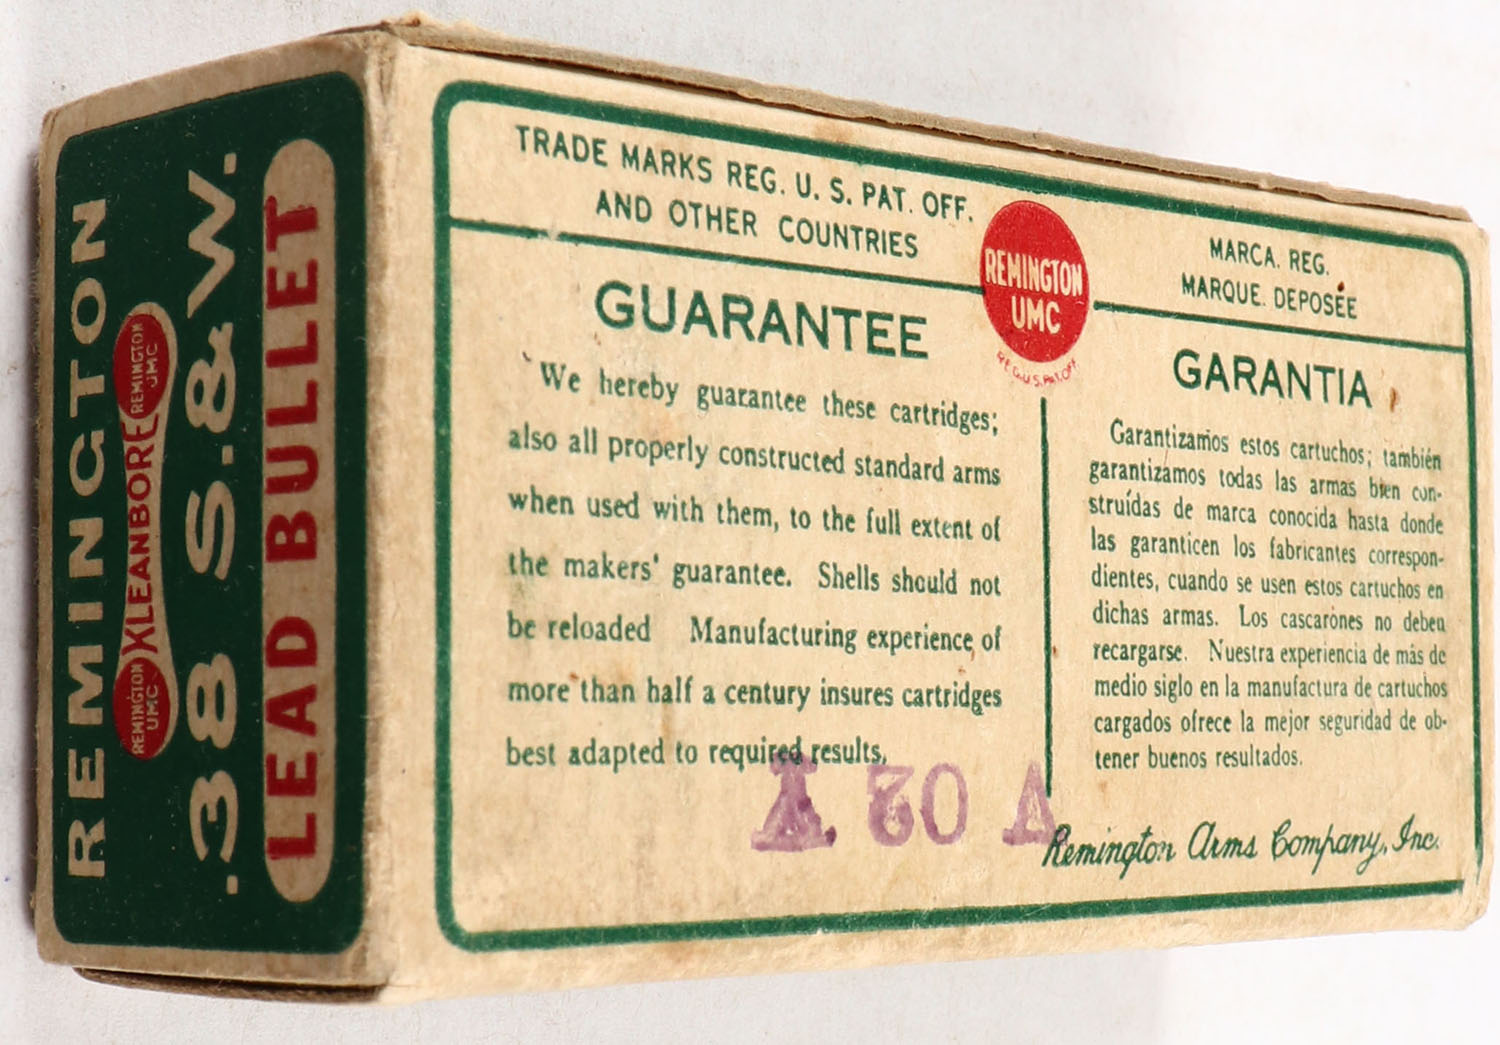 REMINGTON
REMINGTON
UMC
KLEANBORE
REMINGTON
UMC
.38 S.&W.
LEAD BULLET
TRADE MARKS REG. U. S. PAT. OFF.
AND OTHER COUNTRIES
REMINGTON
UMC
REG.U.S.PAT.OFF
MARCA. REG.
MARQUE. DEPOSÉE
GUARANTEE
We hereby guarantee these cartridges;
also all properly constructed standard arms
when used with them, to the full extent of
the makers' guarantee. Shells should not
be reloaded Manufacturing experience of
more than half a century insures cartridges
best adapted to required results.
GARANTIA
Garantizamos estos cartuchos; también
garantizamos todas las armas bien con-
struídas de marca conocida hasta donde
las garanticen los fabricantes correspon-
dientes, cuando se usen estos cartuchos en
dichas armas. Los cascarones no deben
recargarse. Nuestra experiencia de más de
medio siglo en la manufactura de cartuchos
cargados ofrece la mejor seguridad de ob-
tener buenos resultados.
Remington Arms Company, Inc.